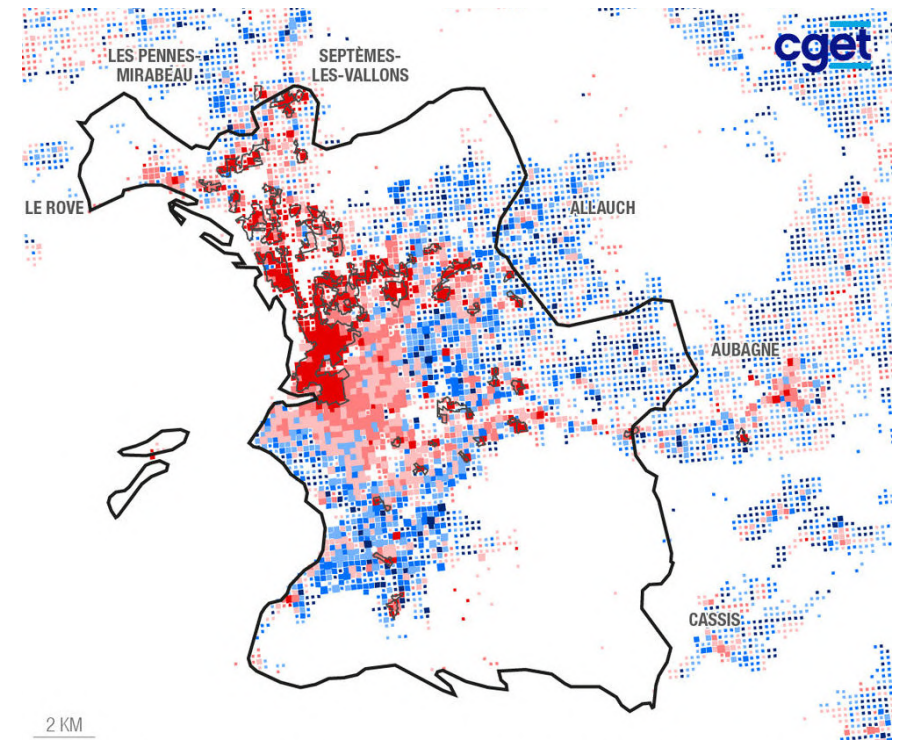 cget
LES PENNES-
MIRABEAU
SEPTÈMES-
LES-VALLONS
LE ROVE
ALLAUCH
AUBAGNE
CASSIS
2 KM